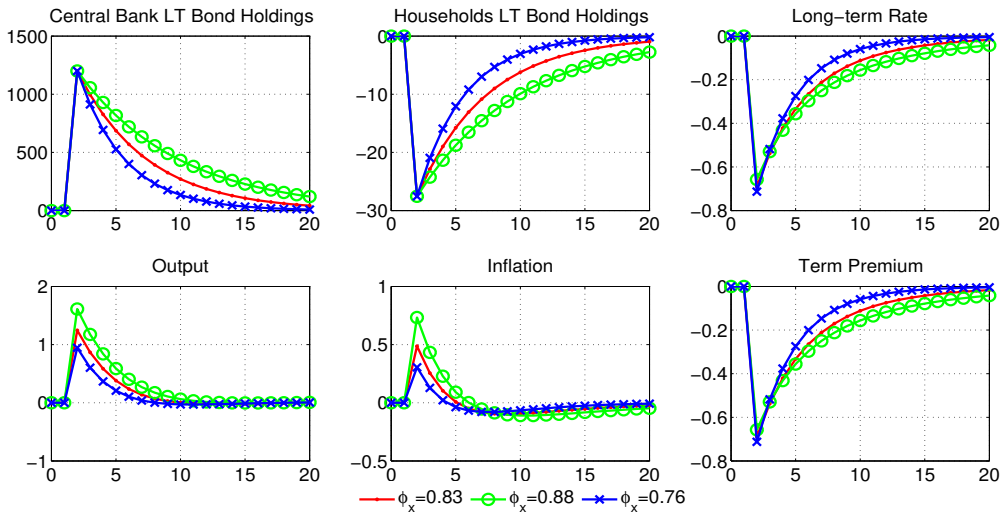 Central Bank LT Bond Holdings
Households LT Bond Holdings
Long-term Rate
1500
1000
500
0
0 5 10 15 20
0
−10
−20
−30
0 5 10 15 20
0
−0.2
−0.4
−0.6
−0.8
0 5 10 15 20
Output
Inflation
Term Premium
2
1
0
−1
0 5 10 15 20
1
0.5
0
−0.5
0 5 10 15 20
0
−0.2
−0.4
−0.6
−0.8
0 5 10 15 20
ϕ_x=0.83 ϕ_x=0.88 ϕ_x=0.76